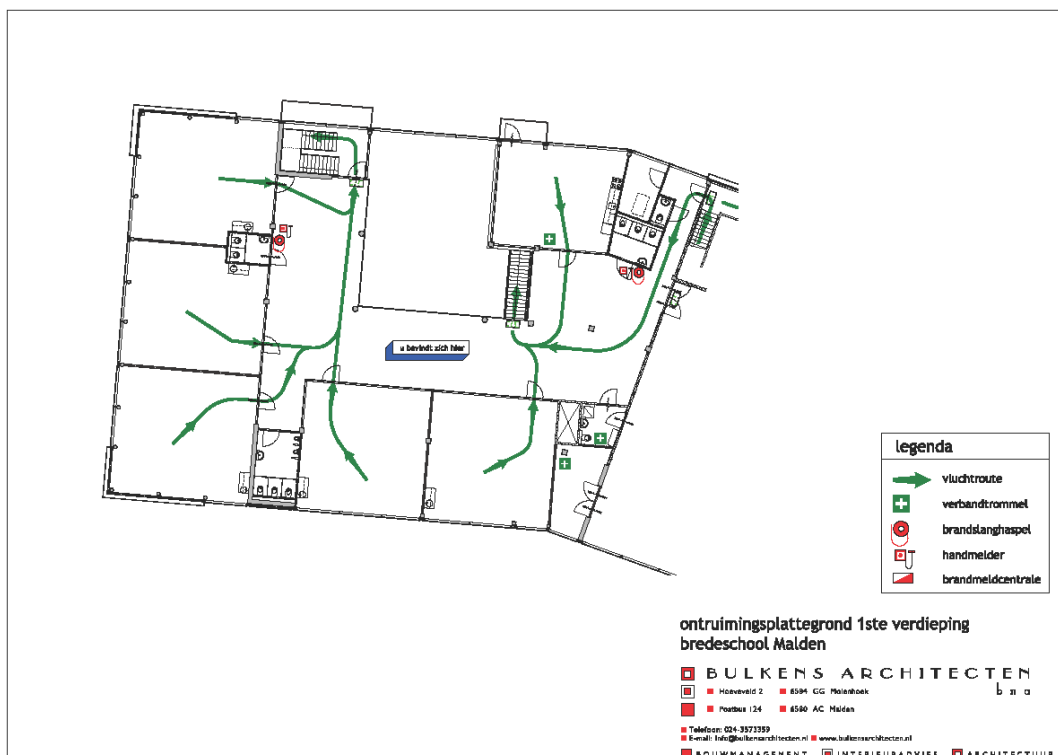 u bevindt zich hier
legenda
vluchtroute
verbandtrommel
brandslanghaspel
handmelder
brandmeldcentrale
ontruimingsplattegrond 1ste verdieping
bredeschool Malden
BULKENS ARCHITECTEN
bna
Hoeveveld 2 6584 GG Molenhoek
Postbus 124 6580 AC Malden
Telefoon: 024-3573359
E-mail: info@bulkensarchitecten.nl www.bulkensarchitecten.nl
BOUWMANAGEMENT INTERIEURADVIES ARCHITECTUUR